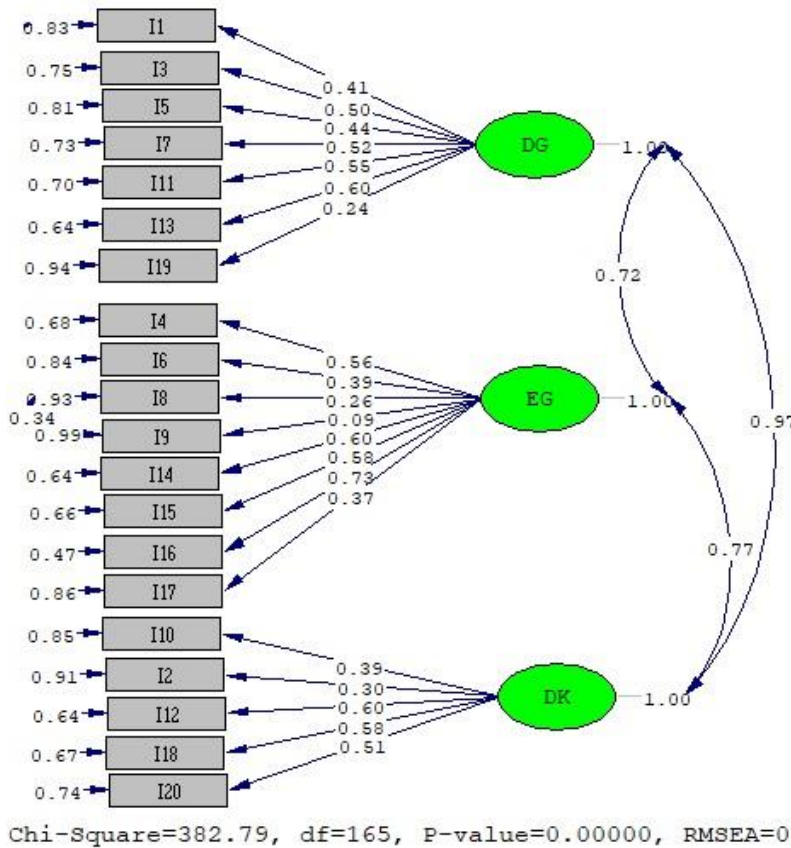 0.83 I1
0.75 I3
0.81 I5
0.73 I7
0.70 I11
0.64 I13
0.94 I19
0.41
0.50
0.44
0.52
0.55
0.60
0.24
DG 1.00
0.72
0.68 I4
0.84 I6
0.93 I8
0.34
0.99 I9
0.64 I14
0.66 I15
0.47 I16
0.86 I17
0.56
0.39
0.26
0.09
0.60
0.58
0.73
0.37
EG 1.00
0.97
0.77
0.85 I10
0.91 I2
0.64 I12
0.67 I18
0.74 I20
0.39
0.30
0.60
0.58
0.51
DK 1.00
Chi-Square=382.79, df=165, P-value=0.00000, RMSEA=0